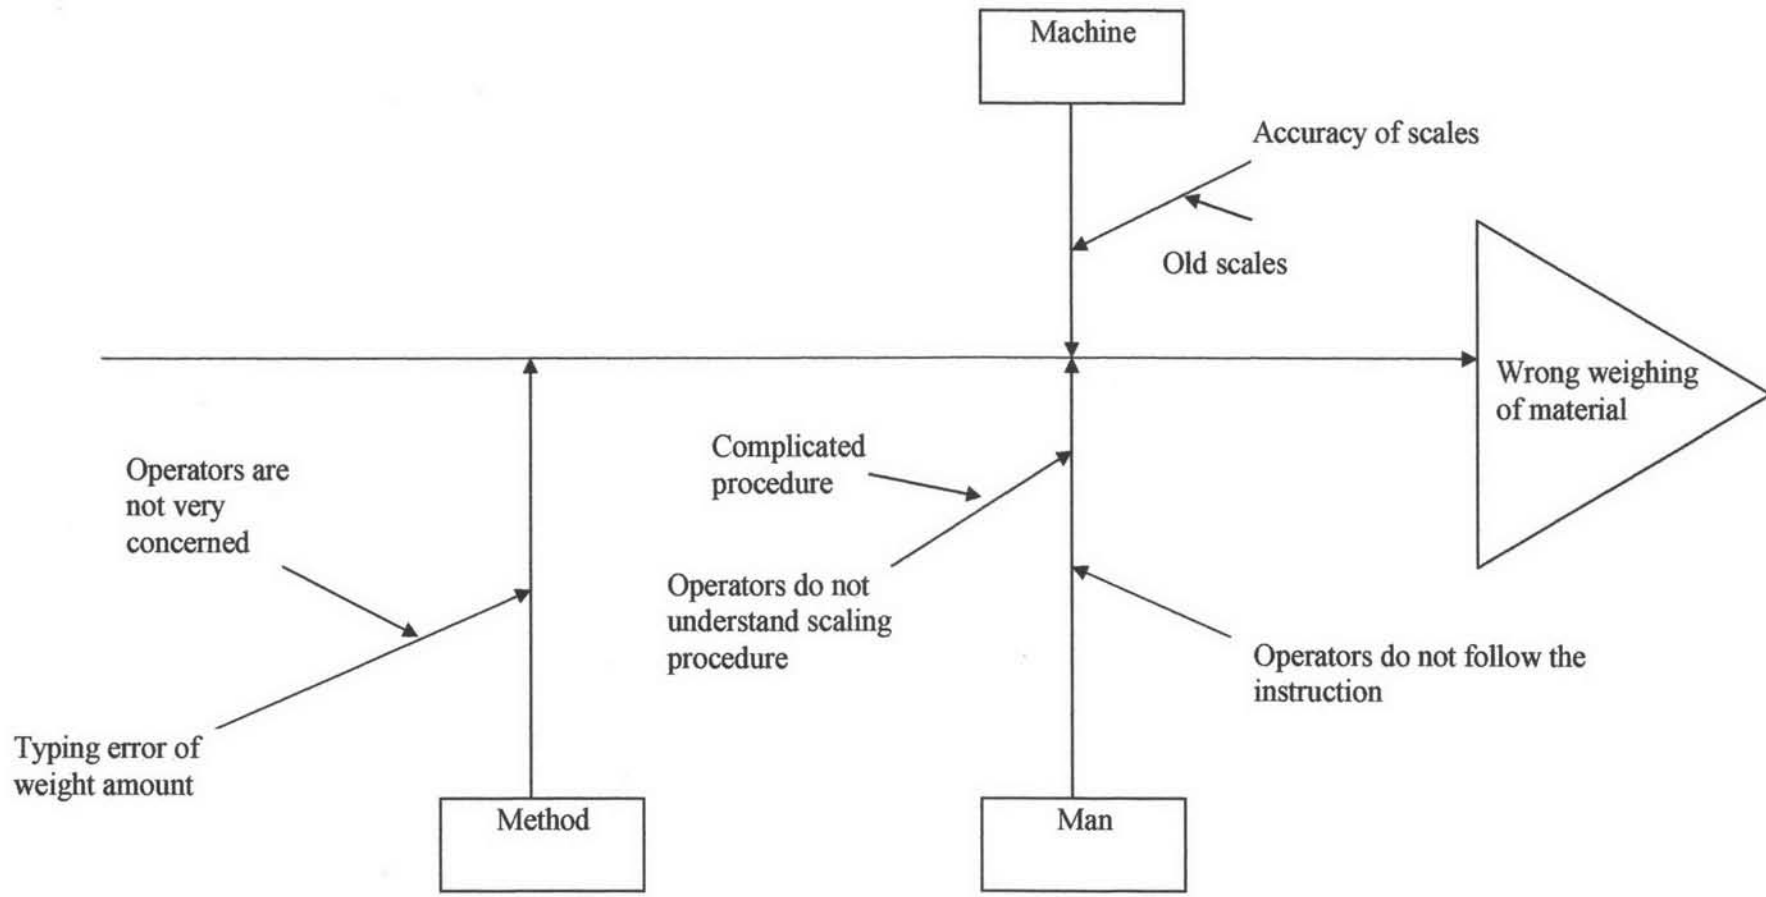 Machine
Accuracy of scales
Old scales
Wrong weighing
of material
Complicated
procedure
Operators are
not very
concerned
Operators do not
understand scaling
procedure
Operators do not follow the
instruction
Typing error of
weight amount
Method
Man